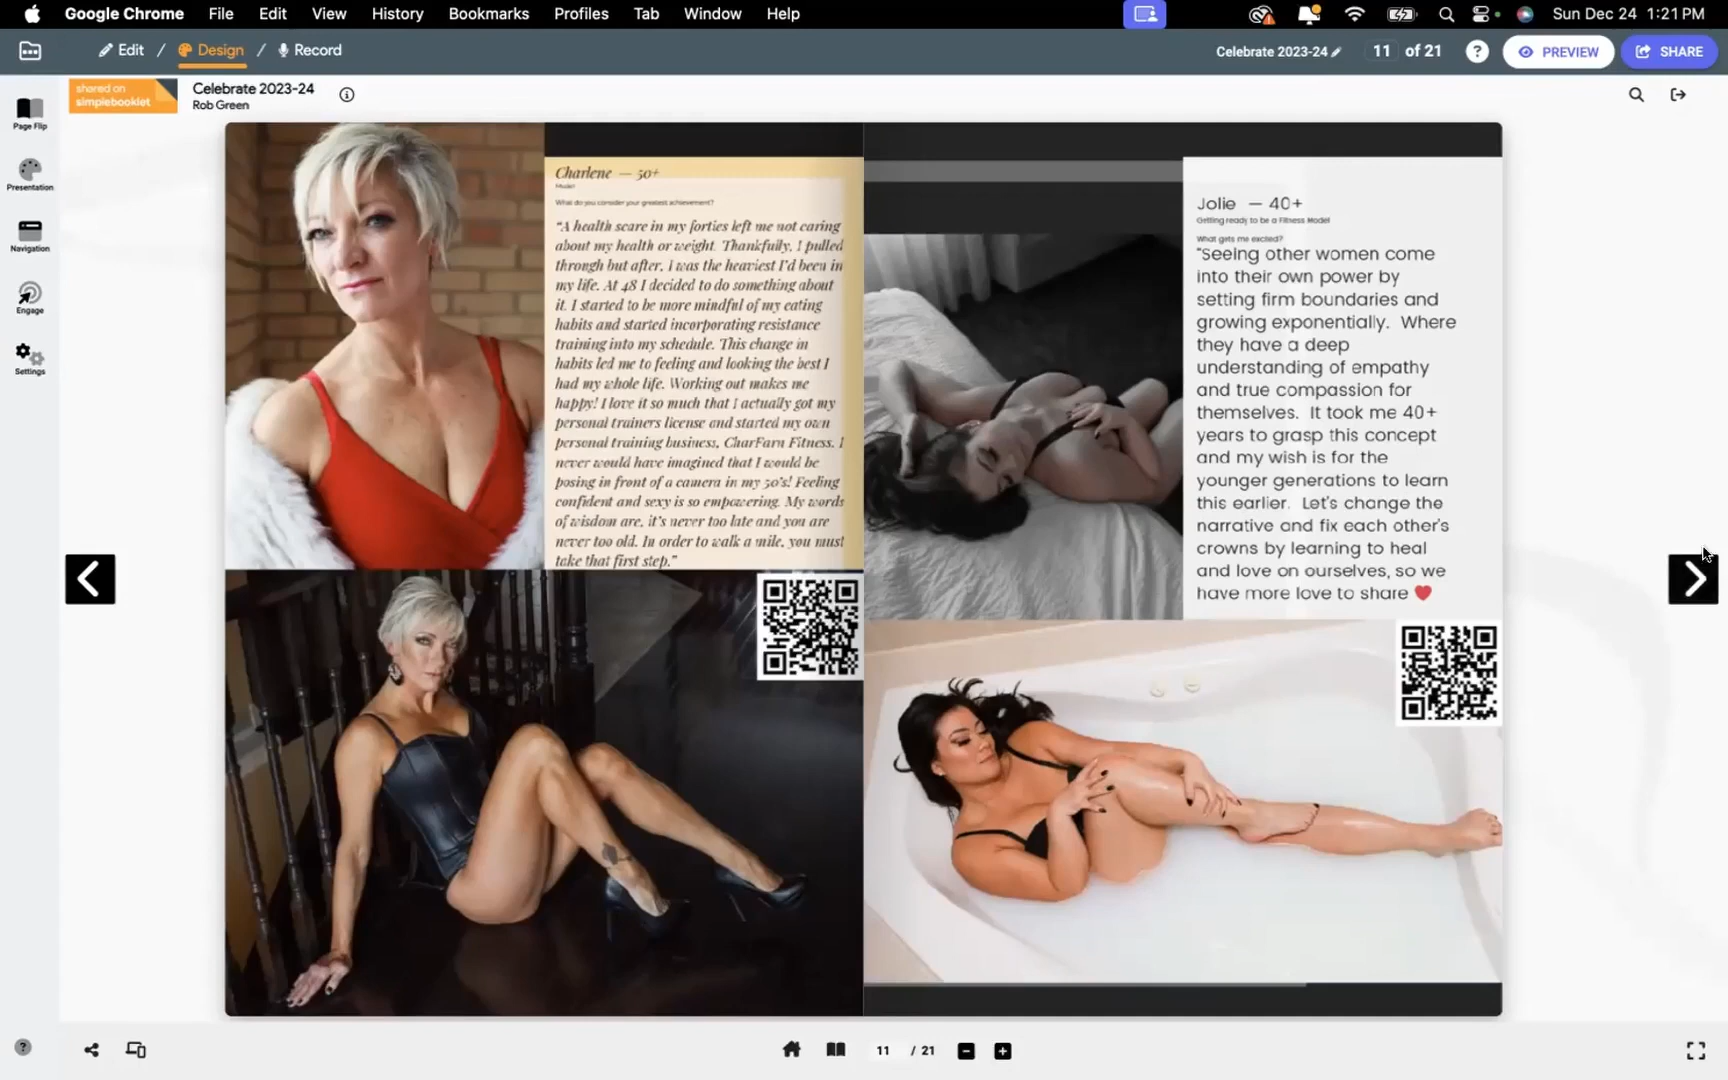 Google Chrome File Edit View History Bookmarks Profiles Tab Window Help Sun Dec 24 1:21 PM
Edit / Design / Record Celebrate 2023-24 11 of 21 ? PREVIEW SHARE
shared on
simplebooklet
Celebrate 2023-24
Rob Green
Page Flip
Presentation
Navigation
Engage
Settings
Charlene — 50+
Model
What do you consider your greatest achievement?
"A health scare in my forties left me not caring
about my health or weight. Thankfully, I pulled
through but after, I was the heaviest I'd been in
my life. At 48 I decided to do something about
it. I started to be more mindful of my eating
habits and started incorporating resistance
training into my schedule. This change in
habits led me to feeling and looking the best I
had my whole life. Working out makes me
happy! I love it so much that I actually got my
personal trainers license and started my own
personal training business, CharFarn Fitness. I
never would have imagined that I would be
posing in front of a camera in my 50's! Feeling
confident and sexy is so empowering. My words
of wisdom are, it's never too late and you are
never too old. In order to walk a mile, you must
take that first step."
Jolie — 40+
Getting ready to be a Fitness Model
What gets me excited?
"Seeing other women come
into their own power by
setting firm boundaries and
growing exponentially. Where
they have a deep
understanding of empathy
and true compassion for
themselves. It took me 40+
years to grasp this concept
and my wish is for the
younger generations to learn
this earlier. Let's change the
narrative and fix each other's
crowns by learning to heal
and love on ourselves, so we
have more love to share ❤️
? 11 / 21